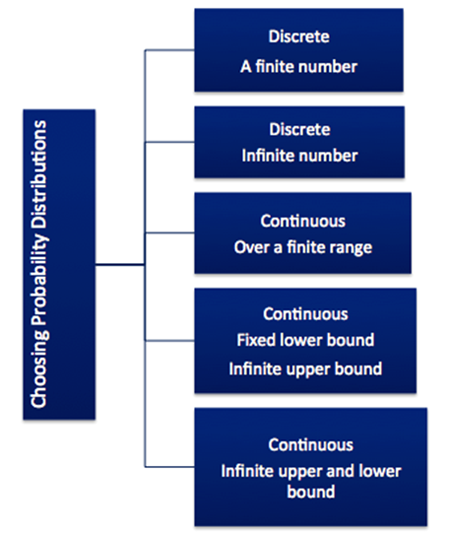 Choosing Probability Distributions
Discrete
A finite number
Discrete
Infinite number
Continuous
Over a finite range
Continuous
Fixed lower bound
Infinite upper bound
Continuous
Infinite upper and lower
bound